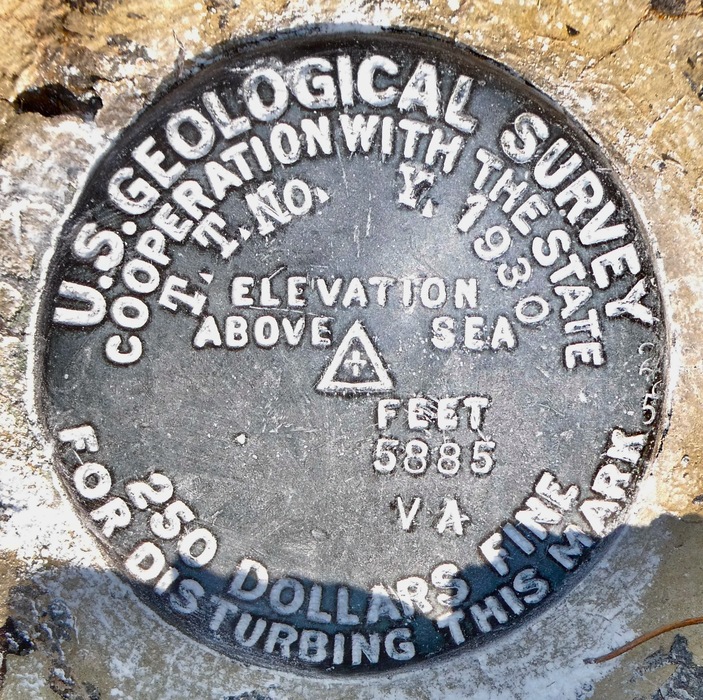 U.S. GEOLOGICAL SURVEY
COOPERATION WITH THE STATE
T. T. No. Y. 1930
ELEVATION
ABOVE SEA
FEET
5885
VA
250 DOLLARS FINE
FOR DISTURBING THIS MARK